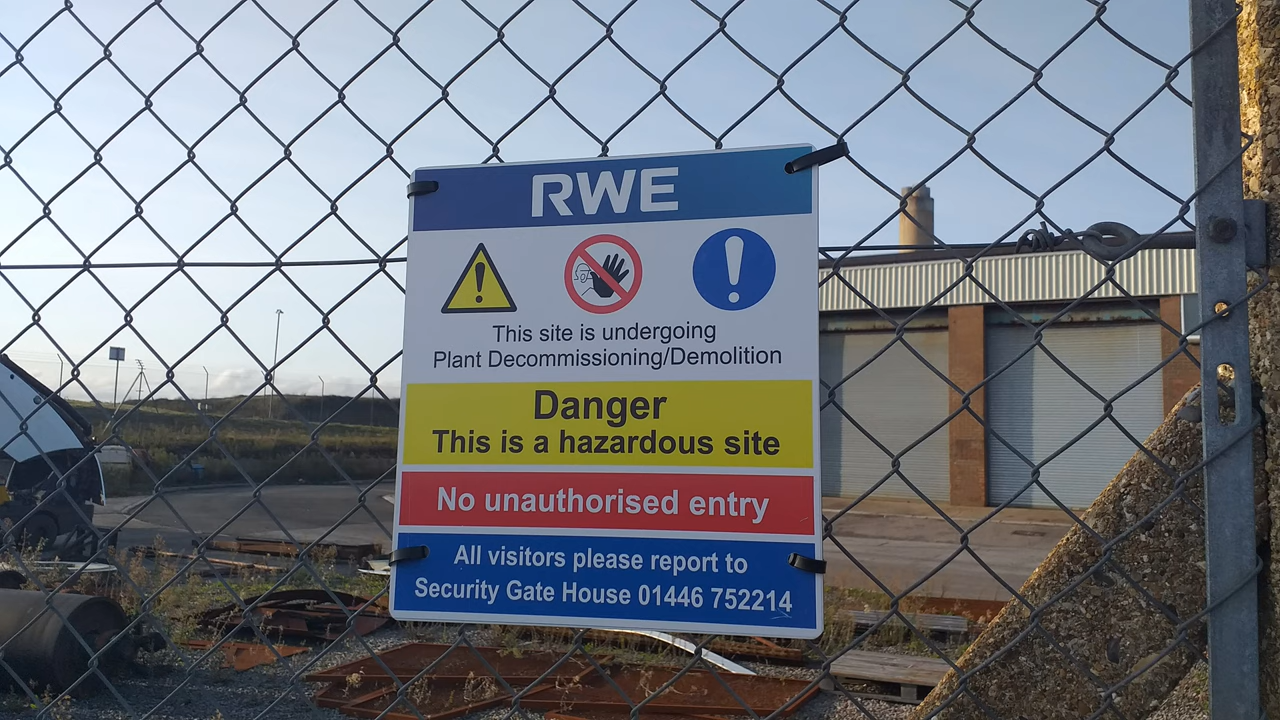 RWE
This site is undergoing
Plant Decommissioning/Demolition
Danger
This is a hazardous site
No unauthorised entry
All visitors please report to
Security Gate House 01446 752214